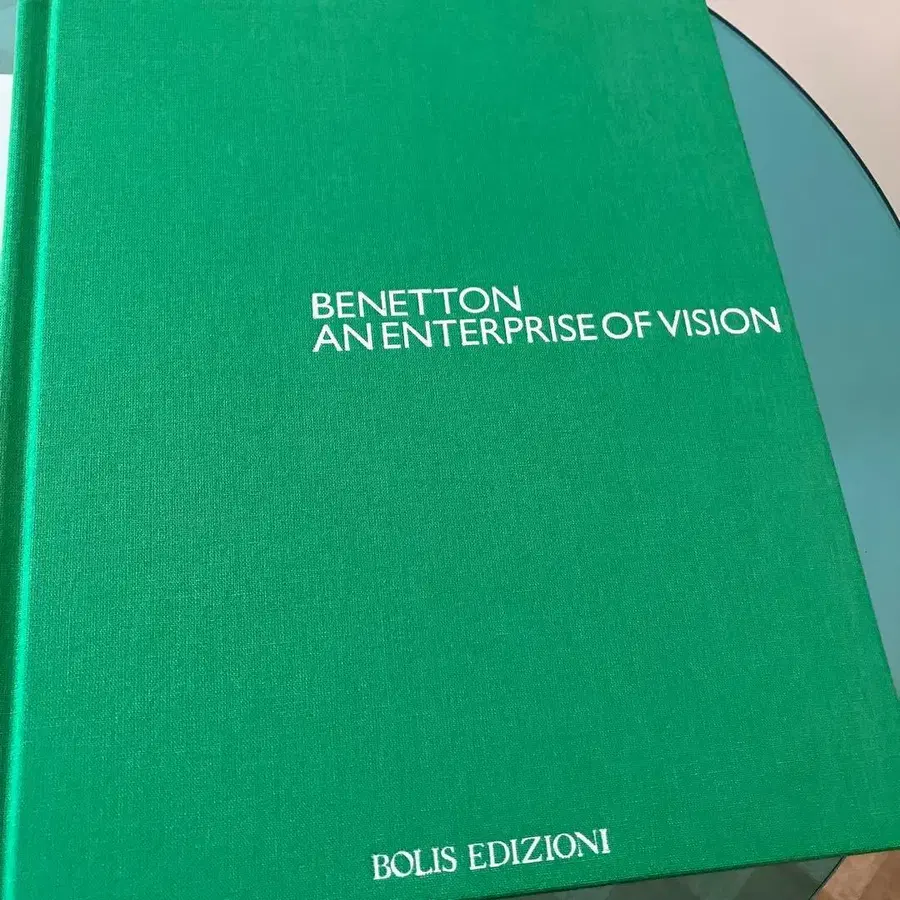 BENETTON
AN ENTERPRISE OF VISION
BOLIS EDIZIONI